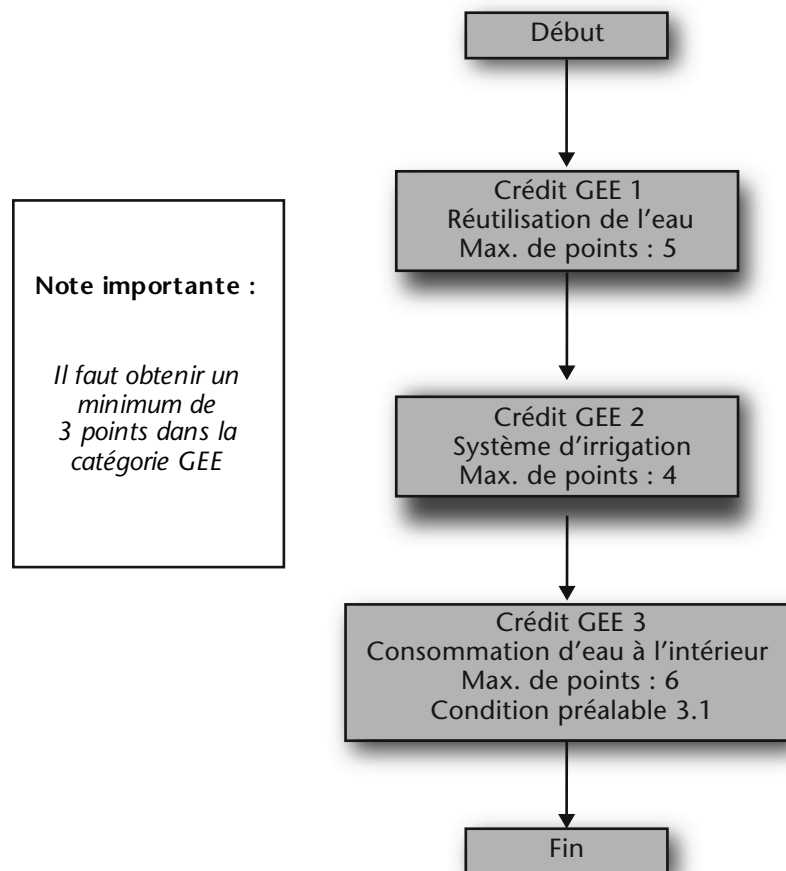 Début
Crédit GEE 1
Réutilisation de l'eau
Max. de points : 5
Note importante :
Il faut obtenir un
minimum de
3 points dans la
catégorie GEE
Crédit GEE 2
Système d'irrigation
Max. de points : 4
Crédit GEE 3
Consommation d'eau à l'intérieur
Max. de points : 6
Condition préalable 3.1
Fin